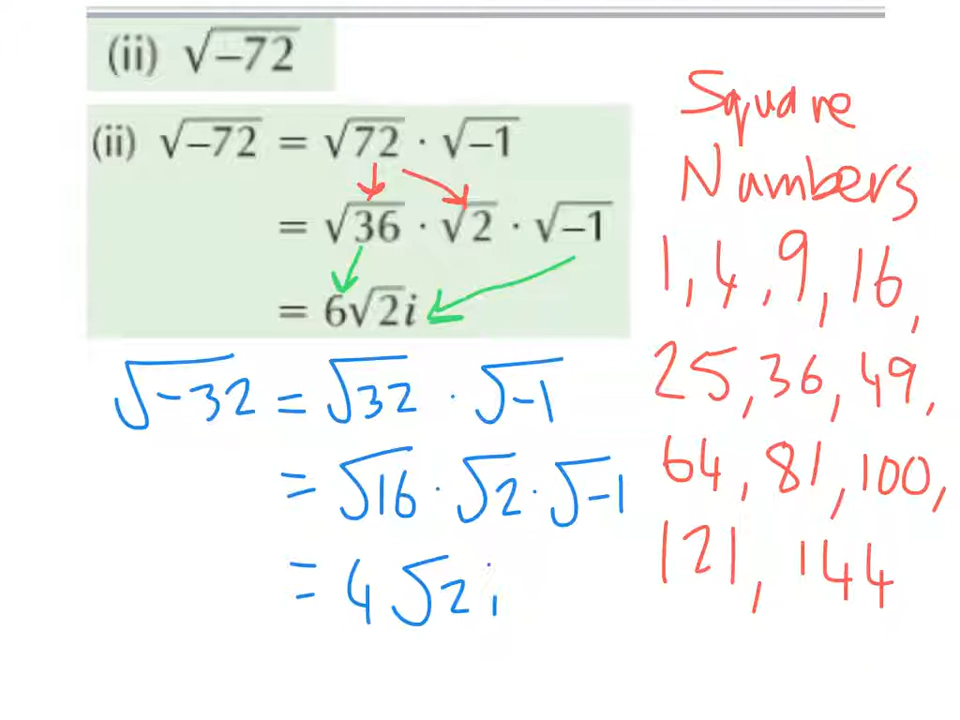 (ii) √−72
(ii) √−72 = √72 · √−1
= √36 · √2 · √−1
= 6√2i
√−32 = √32 · √−1
= √16 · √2 · √−1
= 4√2i
Square
Numbers
1, 4, 9, 16,
25, 36, 49,
64, 81, 100,
121, 144